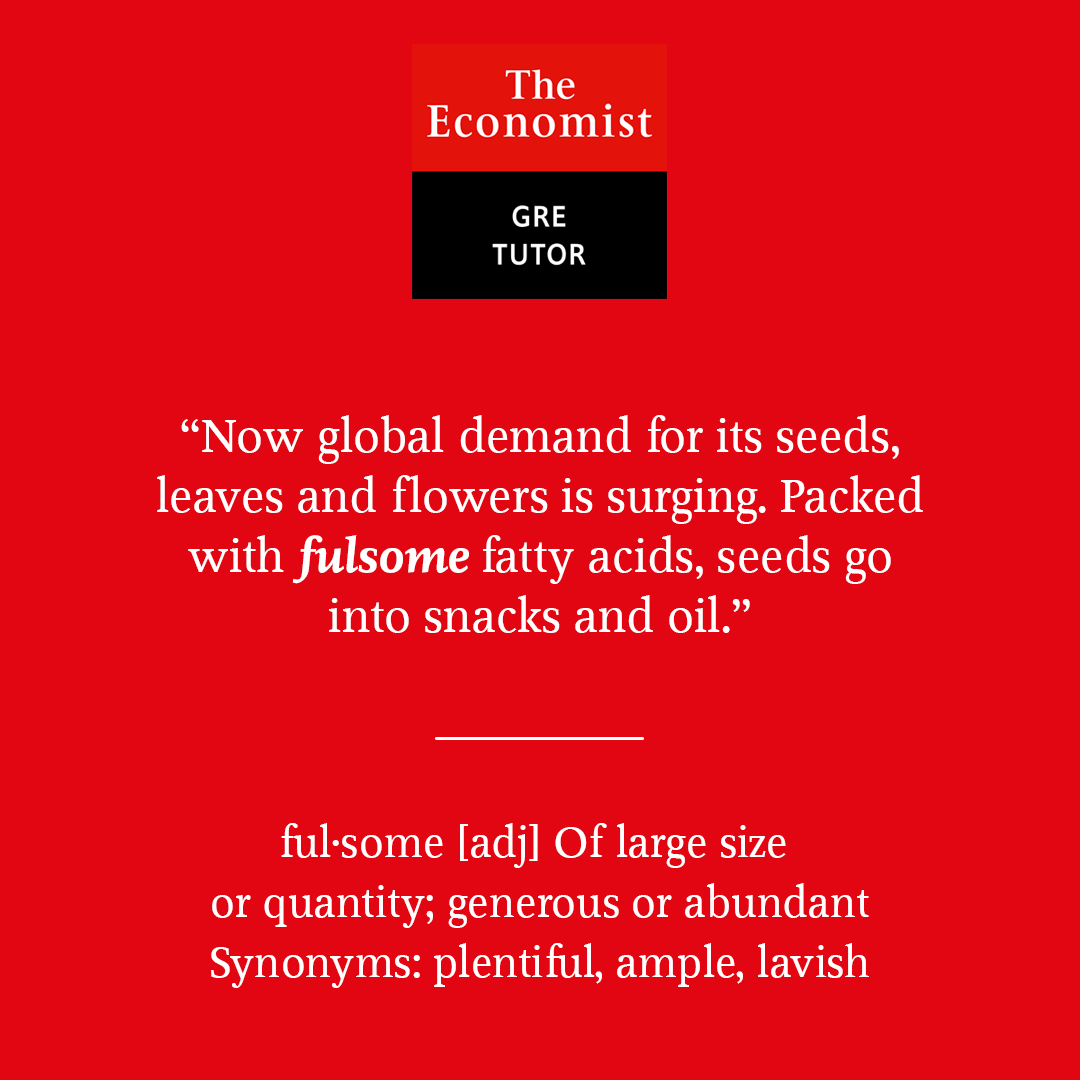 The
Economist
GRE
TUTOR
“Now global demand for its seeds,
leaves and flowers is surging. Packed
with fulsome fatty acids, seeds go
into snacks and oil.”
ful·some [adj] Of large size
or quantity; generous or abundant
Synonyms: plentiful, ample, lavish